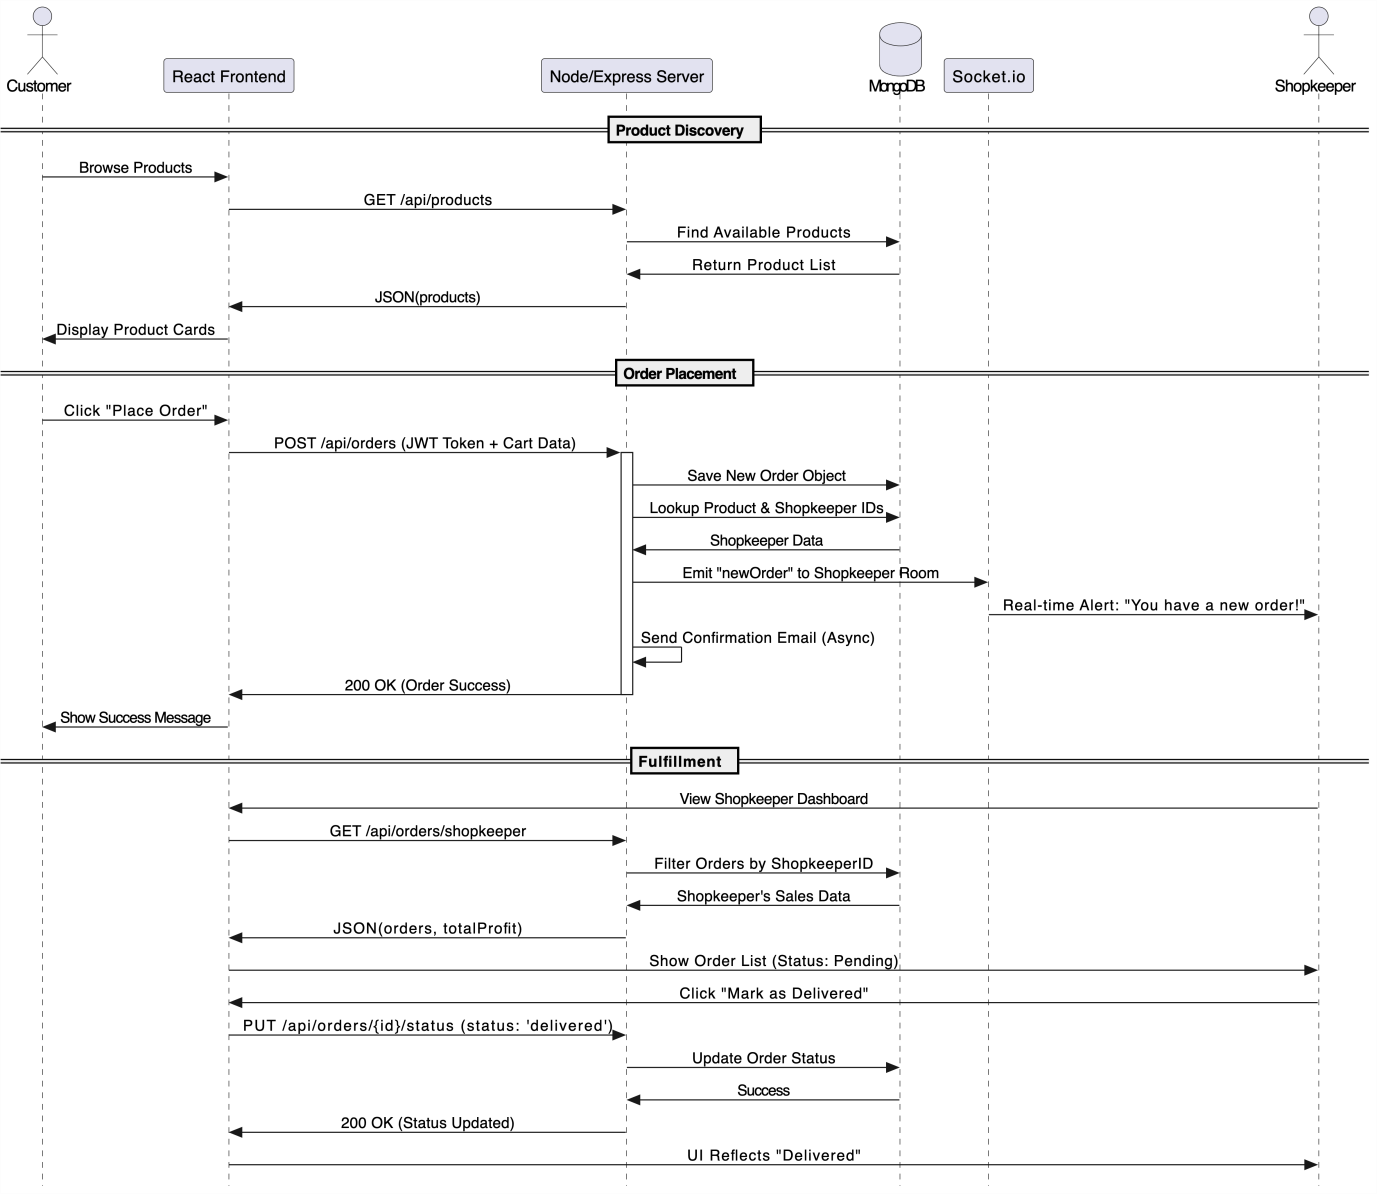 Customer
React Frontend
Node/Express Server
MongoDB
Socket.io
Shopkeeper
Product Discovery
Browse Products
GET /api/products
Find Available Products
Return Product List
JSON(products)
Display Product Cards
Order Placement
Click "Place Order"
POST /api/orders (JWT Token + Cart Data)
Save New Order Object
Lookup Product & Shopkeeper IDs
Shopkeeper Data
Emit "newOrder" to Shopkeeper Room
Real-time Alert: "You have a new order!"
Send Confirmation Email (Async)
200 OK (Order Success)
Show Success Message
Fulfillment
View Shopkeeper Dashboard
GET /api/orders/shopkeeper
Filter Orders by ShopkeeperID
Shopkeeper's Sales Data
JSON(orders, totalProfit)
Show Order List (Status: Pending)
Click "Mark as Delivered"
PUT /api/orders/{id}/status (status: 'delivered')
Update Order Status
Success
200 OK (Status Updated)
UI Reflects "Delivered"